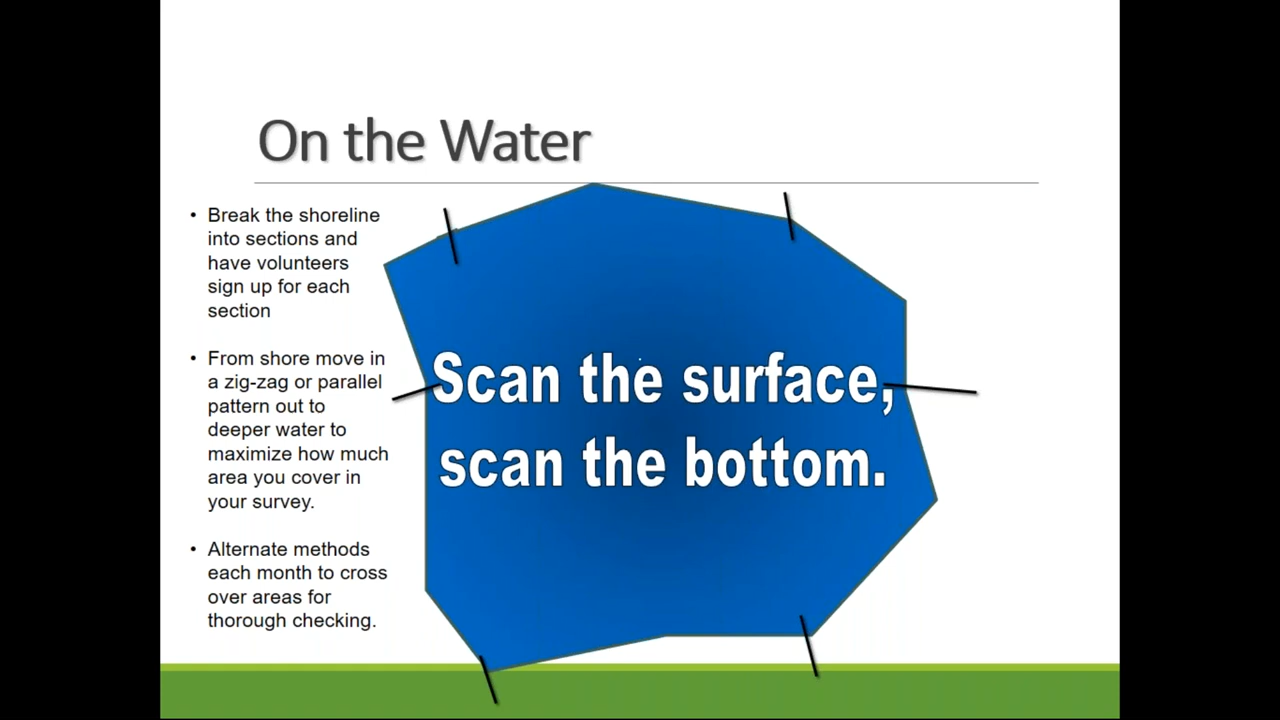 On the Water
• Break the shoreline
into sections and
have volunteers
sign up for each
section
• From shore move in
a zig-zag or parallel
pattern out to
deeper water to
maximize how much
area you cover in
your survey.
• Alternate methods
each month to cross
over areas for
thorough checking.
Scan the surface,
scan the bottom.